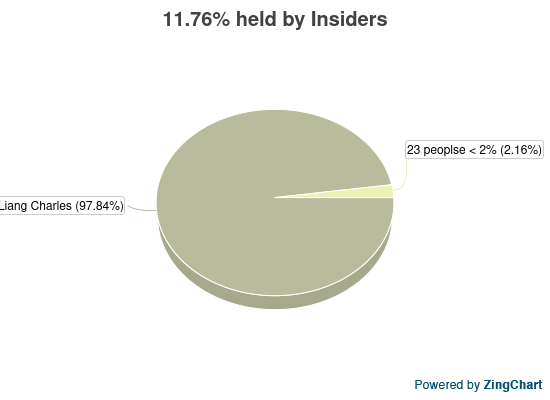 11.76% held by Insiders
23 peoplse < 2% (2.16%)
Liang Charles (97.84%)
Powered by ZingChart